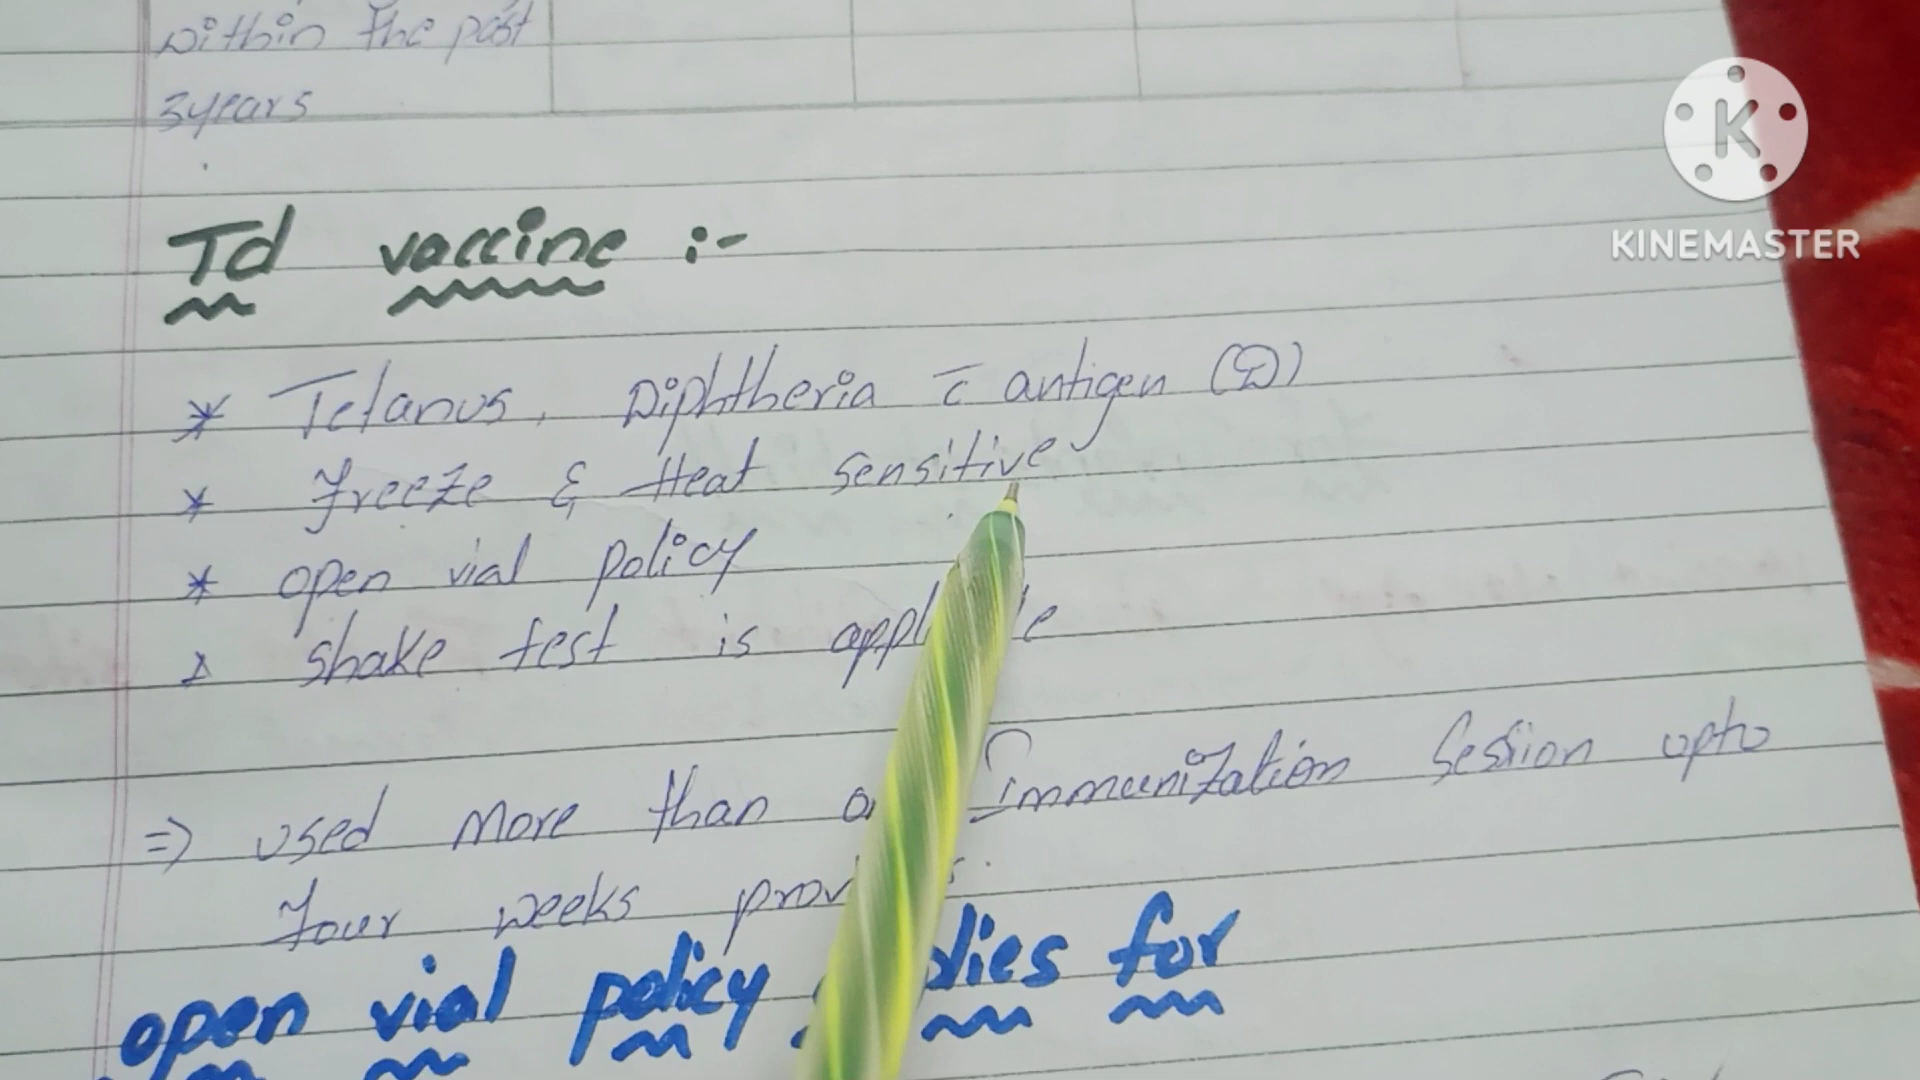 within the past
3years
KINEMASTER
Td vaccine :-
* Tetanus, Diphtheria c̄ antigen (D)
* Freeze & Heat sensitive
* open vial policy
* shake test is
=> used more than immunization session upto
four weeks
open vial policy for